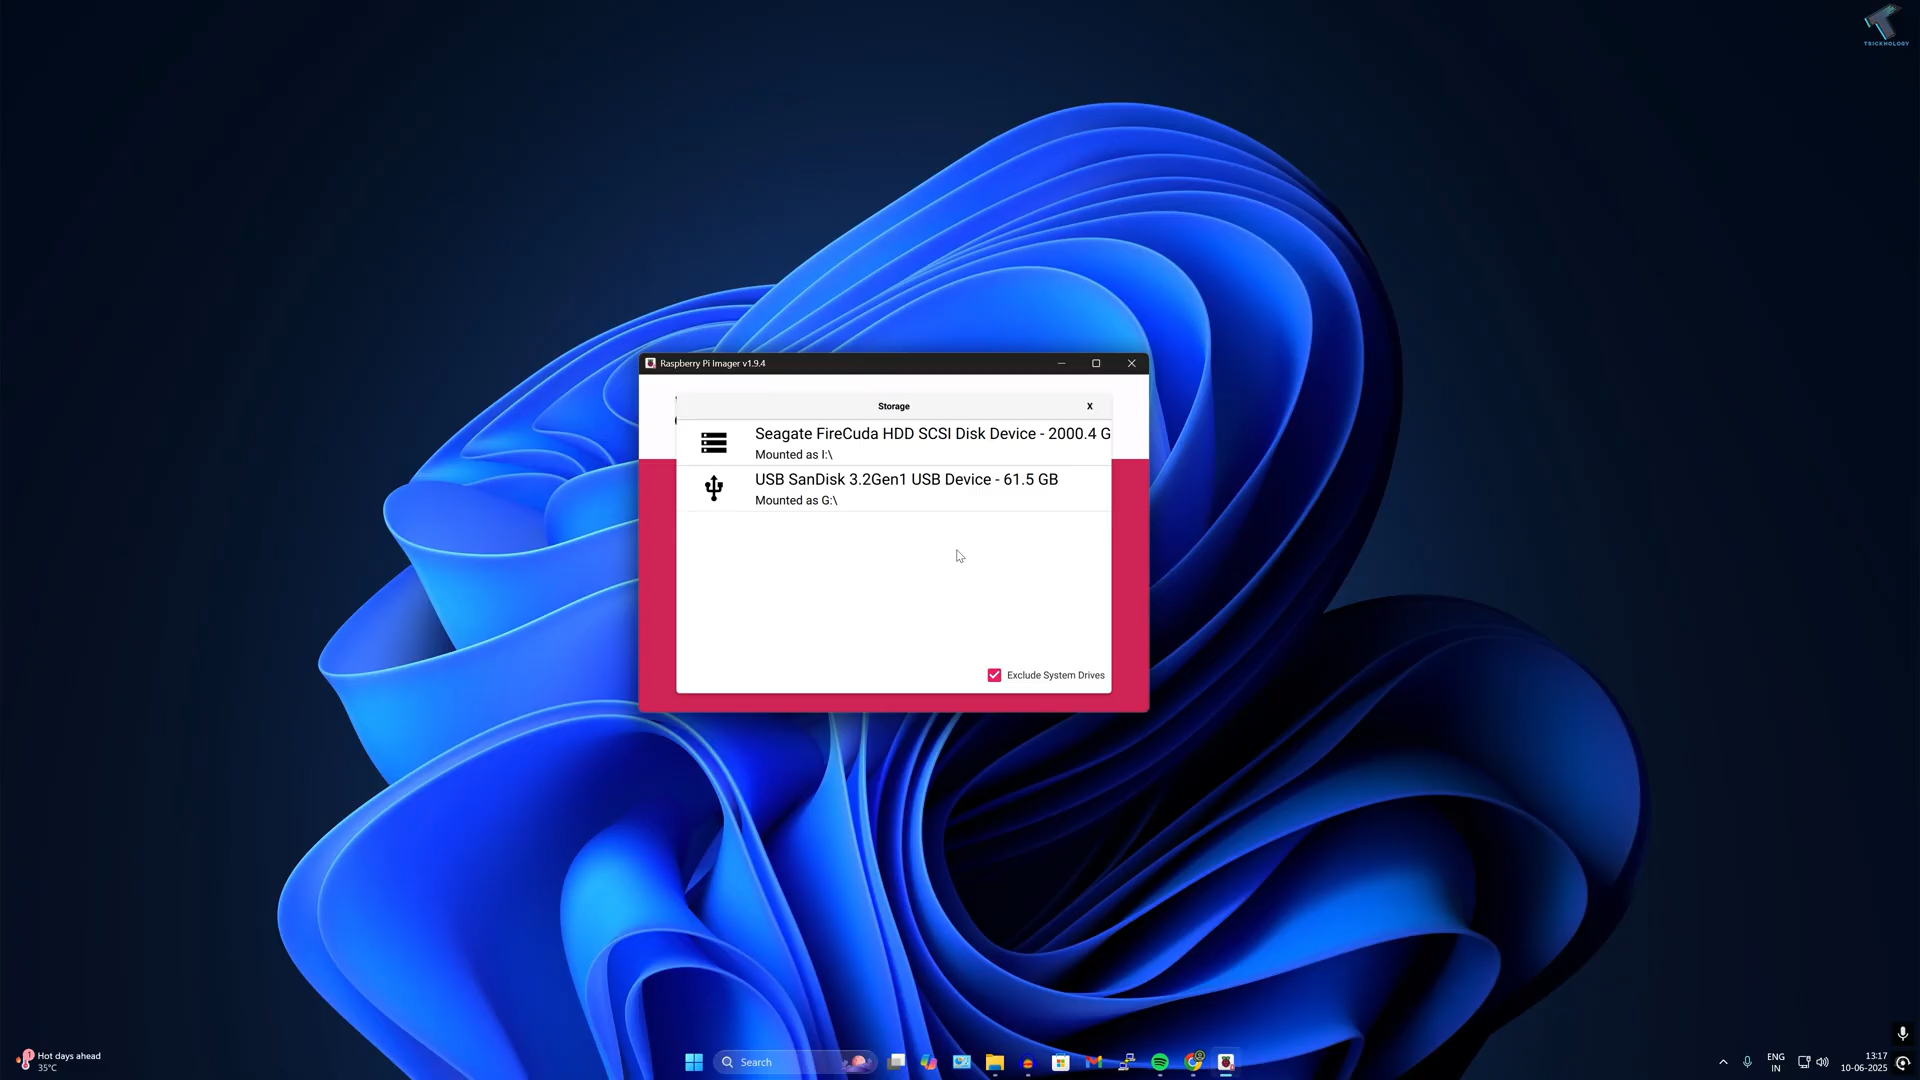 TRICKNOLOGY
Raspberry Pi Imager v1.9.4
Storage
X
Seagate FireCuda HDD SCSI Disk Device - 2000.4 G
Mounted as I:\
USB SanDisk 3.2Gen1 USB Device - 61.5 GB
Mounted as G:\
Exclude System Drives
Hot days ahead
35°C
Search
ENG
IN
13:17
10-06-2025